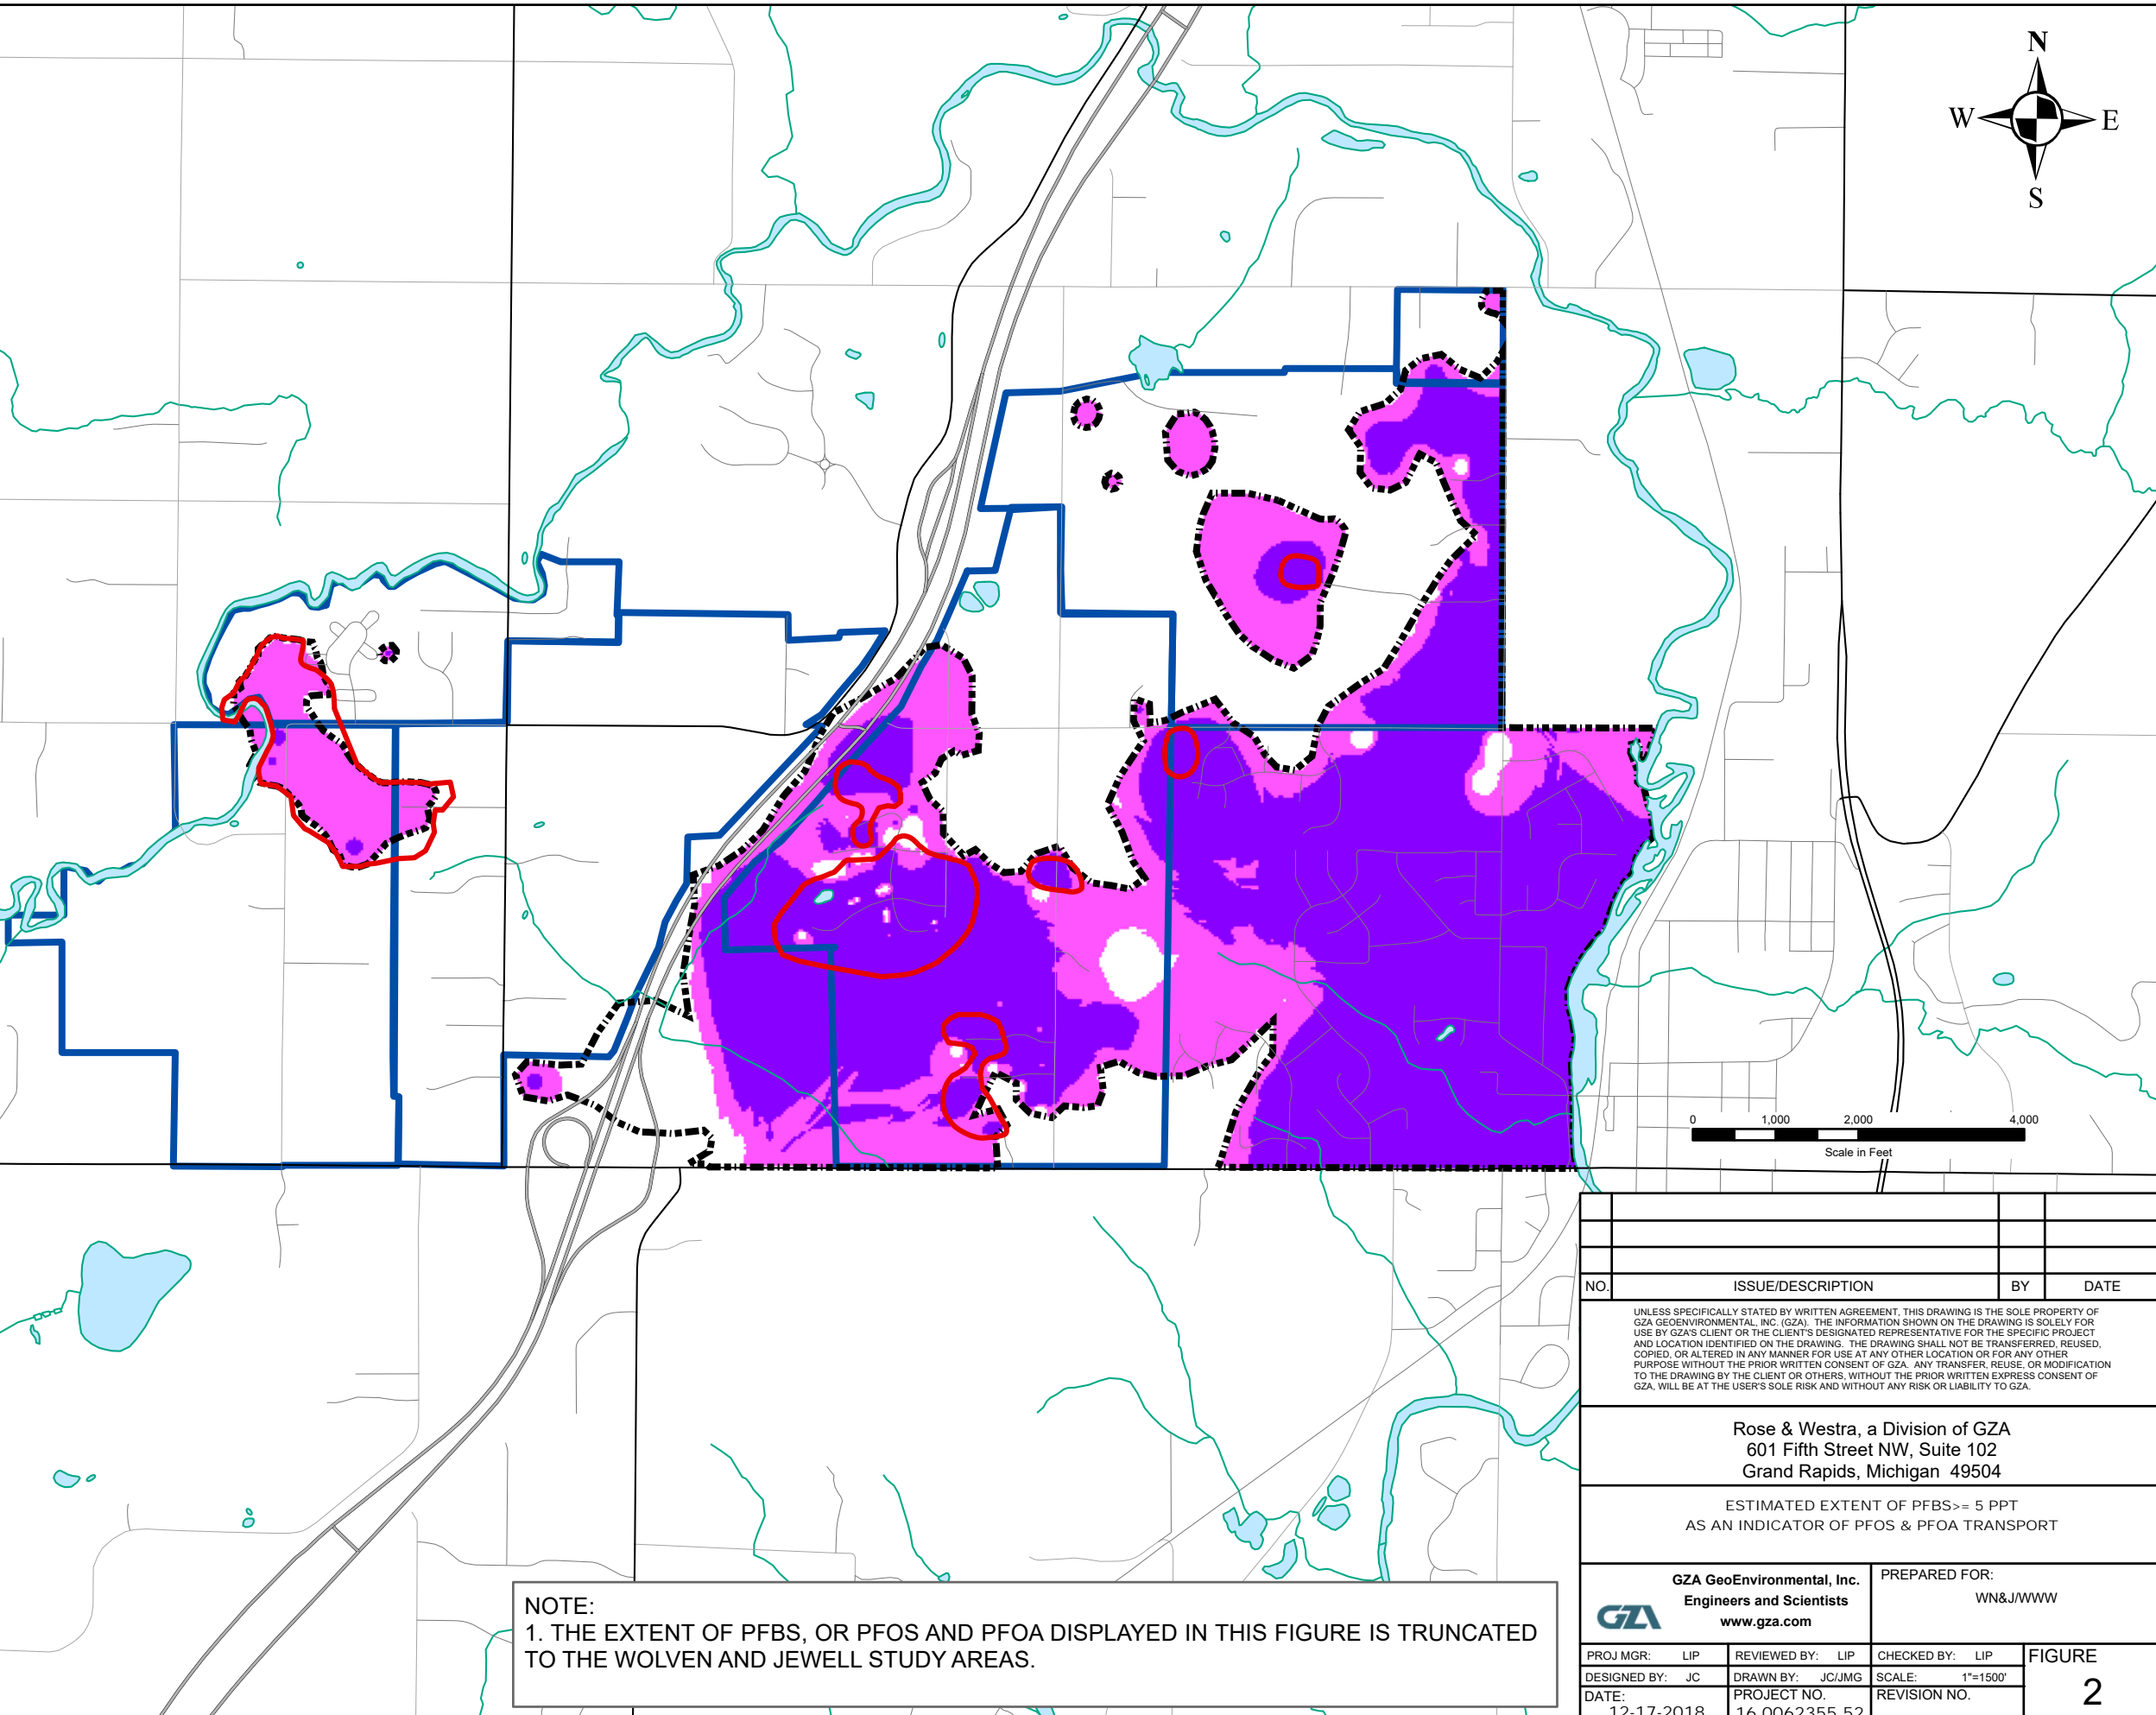 N
W E
S
0 1,000 2,000 4,000
Scale in Feet
NO. ISSUE/DESCRIPTION BY DATE
UNLESS SPECIFICALLY STATED BY WRITTEN AGREEMENT, THIS DRAWING IS THE SOLE PROPERTY OF
GZA GEOENVIRONMENTAL, INC. (GZA). THE INFORMATION SHOWN ON THE DRAWING IS SOLELY FOR
USE BY GZA'S CLIENT OR THE CLIENT'S DESIGNATED REPRESENTATIVE FOR THE SPECIFIC PROJECT
AND LOCATION IDENTIFIED ON THE DRAWING. THE DRAWING SHALL NOT BE TRANSFERRED, REUSED,
COPIED, OR ALTERED IN ANY MANNER FOR USE AT ANY OTHER LOCATION OR FOR ANY OTHER
PURPOSE WITHOUT THE PRIOR WRITTEN CONSENT OF GZA. ANY TRANSFER, REUSE, OR MODIFICATION
TO THE DRAWING BY THE CLIENT OR OTHERS, WITHOUT THE PRIOR WRITTEN EXPRESS CONSENT OF
GZA, WILL BE AT THE USER'S SOLE RISK AND WITHOUT ANY RISK OR LIABILITY TO GZA.
Rose & Westra, a Division of GZA
601 Fifth Street NW, Suite 102
Grand Rapids, Michigan 49504
ESTIMATED EXTENT OF PFBS>= 5 PPT
AS AN INDICATOR OF PFOS & PFOA TRANSPORT
GZA
GZA GeoEnvironmental, Inc.
Engineers and Scientists
www.gza.com
PREPARED FOR:
WN&J/WWW
PROJ MGR: LIP REVIEWED BY: LIP CHECKED BY: LIP FIGURE
DESIGNED BY: JC DRAWN BY: JC/JMG SCALE: 1"=1500' 2
DATE: PROJECT NO. REVISION NO.
12-17-2018 16.0062355.52
NOTE:
1. THE EXTENT OF PFBS, OR PFOS AND PFOA DISPLAYED IN THIS FIGURE IS TRUNCATED
TO THE WOLVEN AND JEWELL STUDY AREAS.